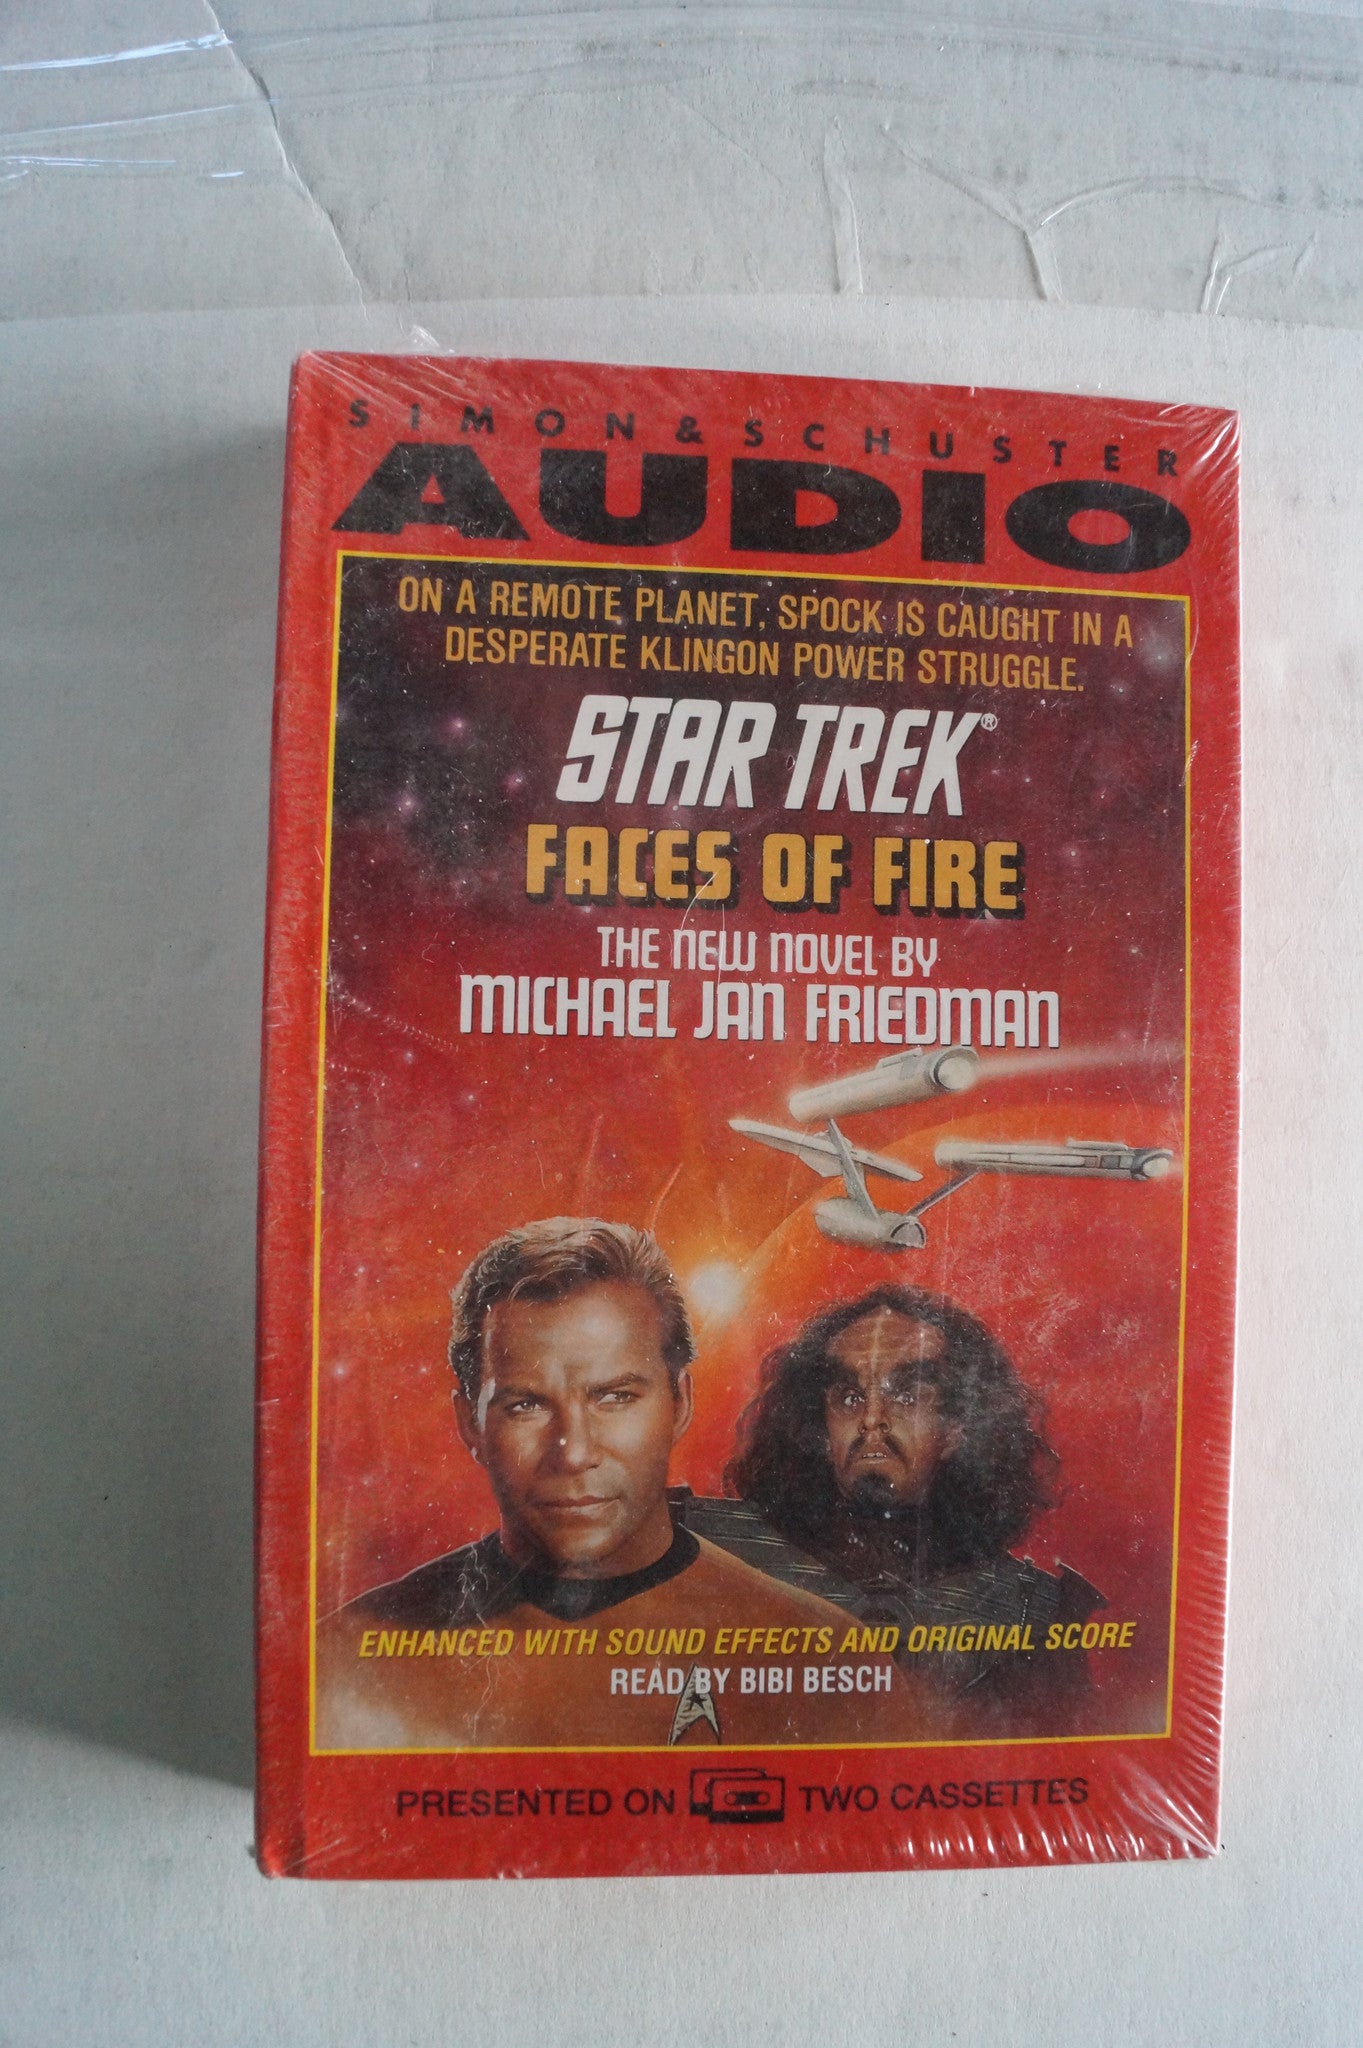 SIMON & SCHUSTER
AUDIO
ON A REMOTE PLANET, SPOCK IS CAUGHT IN A
DESPERATE KLINGON POWER STRUGGLE.
STAR TREK®
FACES OF FIRE
THE NEW NOVEL BY
MICHAEL JAN FRIEDMAN
ENHANCED WITH SOUND EFFECTS AND ORIGINAL SCORE
READ BY BIBI BESCH
PRESENTED ON TWO CASSETTES